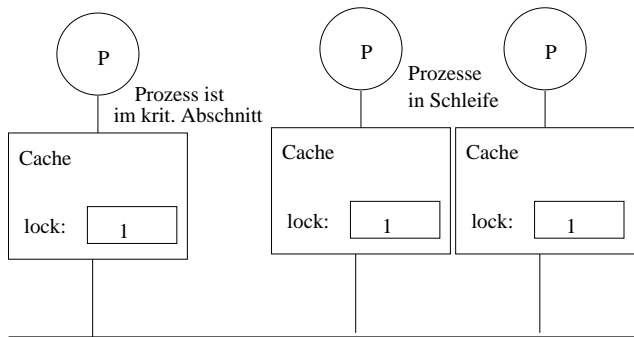 P
P
P
Prozess ist
im krit. Abschnitt
Prozesse
in Schleife
Cache
Cache
Cache
lock: 1
lock: 1
lock: 1